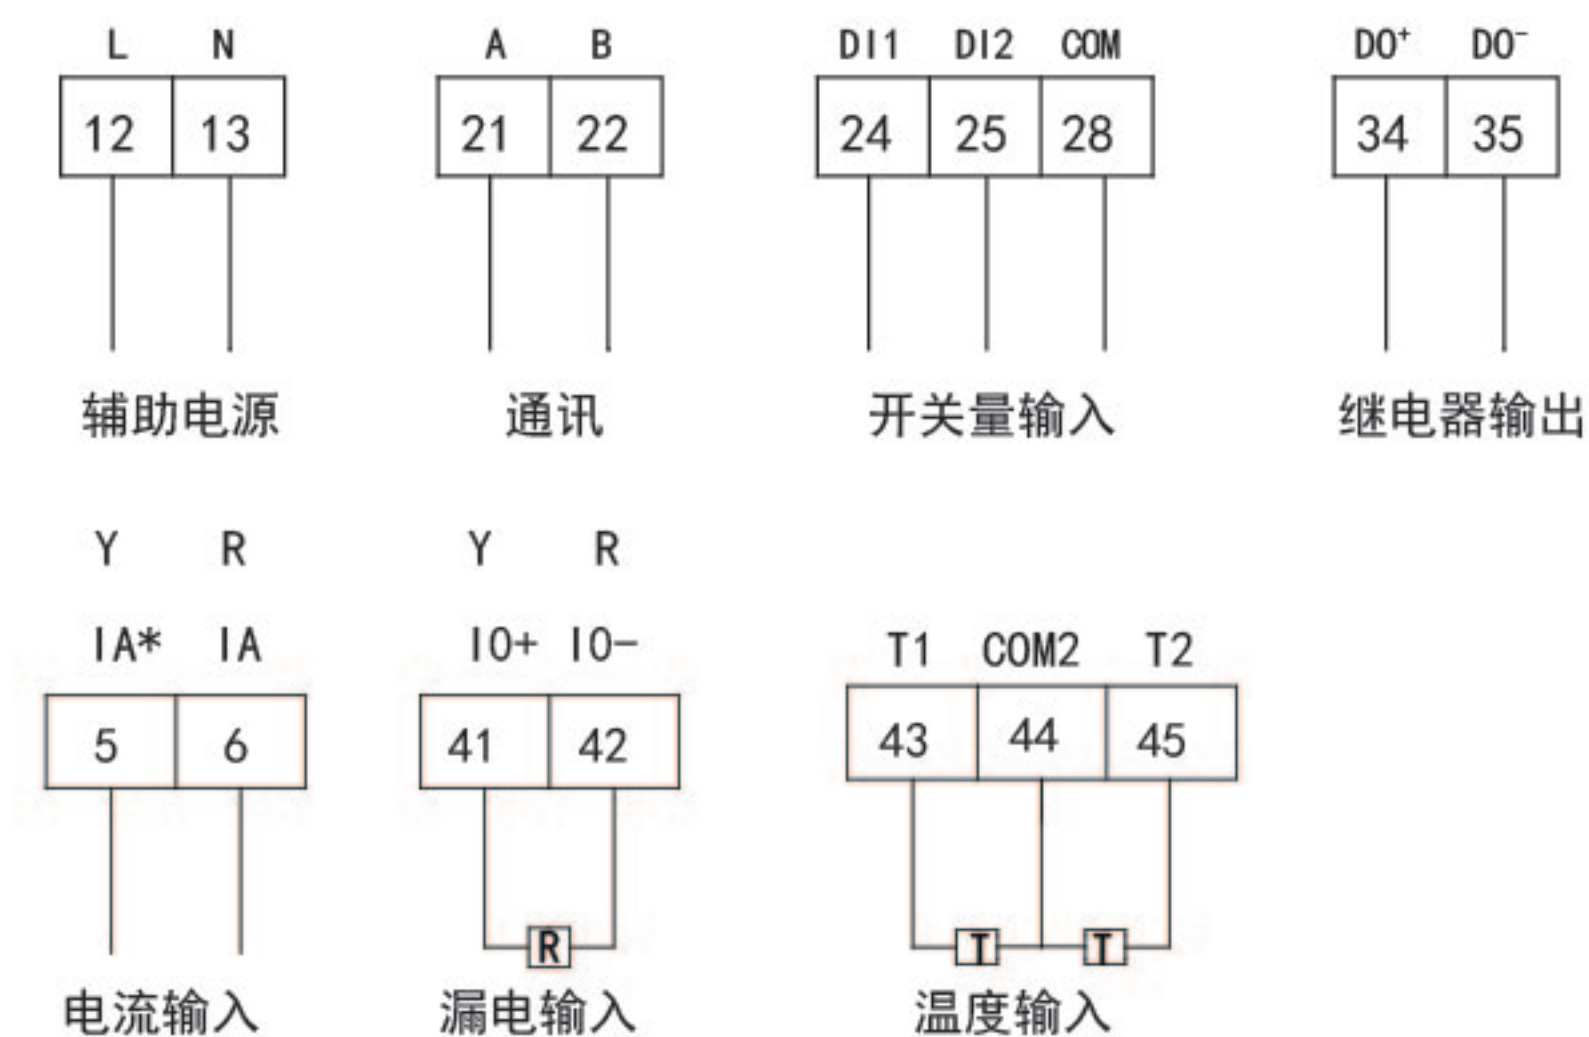 L N A B DI1 DI2 COM DO⁺ DO⁻
12 13 21 22 24 25 28 34 35
辅助电源 通讯 开关量输入 继电器输出
Y R Y R
IA* IA IO+ IO- T1 COM2 T2
5 6 41 42 43 44 45
R T T
电流输入 漏电输入 温度输入